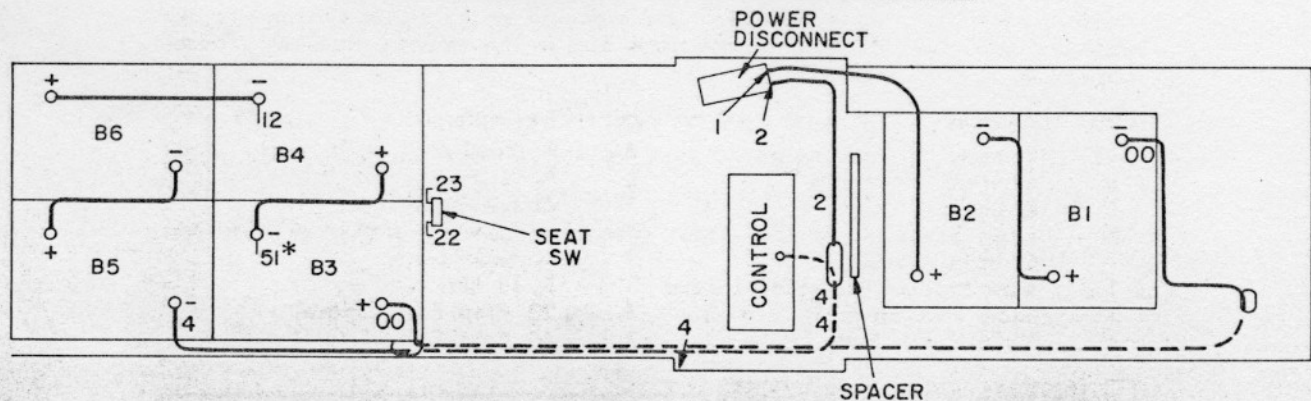 POWER
DISCONNECT
+
-
12
B6
B4
-
+
1
2
-
-
00
23
22
SEAT
SW
2
B2
B1
+
-
51*
B5
B3
CONTROL
+
+
-
4
+
00
4
4
4
SPACER